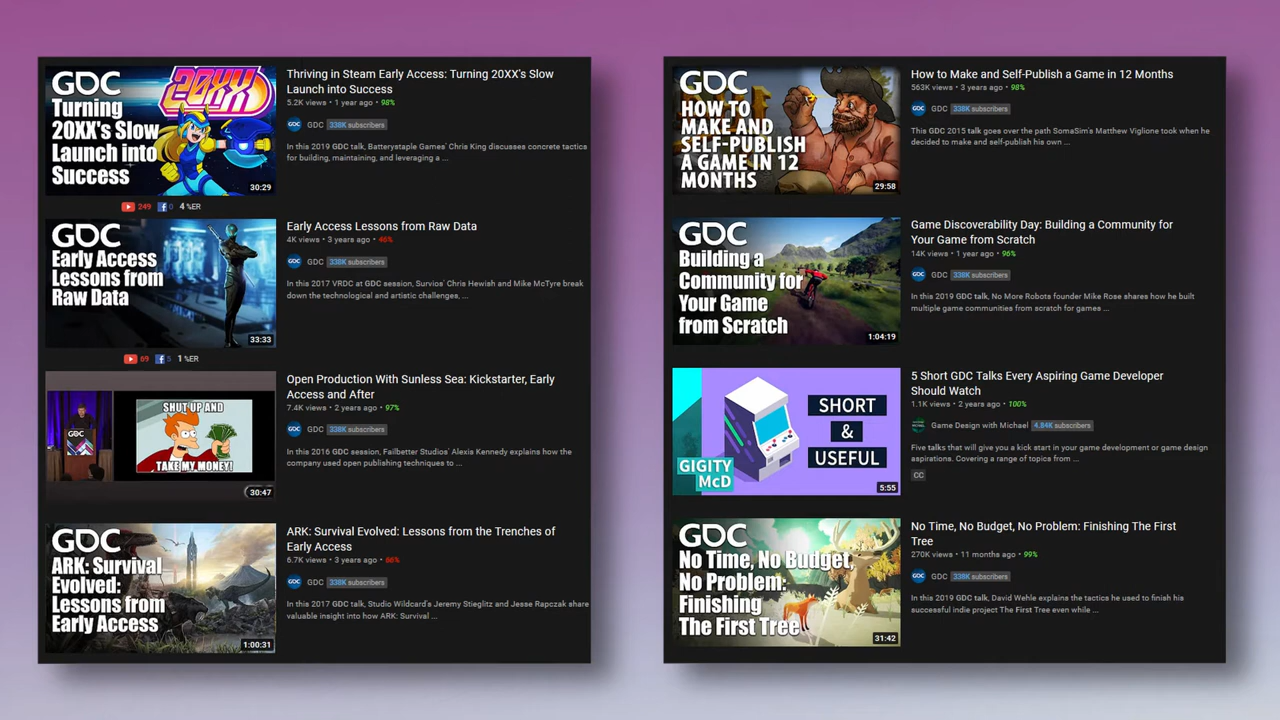 GDC
Turning
20XX's Slow
Launch into
Success
20XX
30:29
Thriving in Steam Early Access: Turning 20XX's Slow
Launch into Success
5.2K views • 1 year ago • 98%
GDC GDC 338K subscribers
In this 2019 GDC talk, Batterystaple Games' Chris King discusses concrete tactics
for building, maintaining, and leveraging a ...
249 0 4 %ER
GDC
Early Access
Lessons from
Raw Data
33:33
Early Access Lessons from Raw Data
4K views • 3 years ago • 46%
GDC GDC 338K subscribers
In this 2017 VRDC at GDC session, Survios' Chris Hewish and Mike McTyre break
down the technological and artistic challenges, ...
69 5 1 %ER
GDC
SHUT UP AND
TAKE MY MONEY!
30:47
Open Production With Sunless Sea: Kickstarter, Early
Access and After
7.4K views • 2 years ago • 97%
GDC GDC 338K subscribers
In this 2016 GDC session, Failbetter Studios' Alexis Kennedy explains how the
company used open publishing techniques to ...
GDC
ARK: Survival
Evolved:
Lessons from
Early Access
1:00:31
ARK: Survival Evolved: Lessons from the Trenches of
Early Access
6.7K views • 3 years ago •
GDC GDC 338K subscribers
In this 2017 GDC talk, Studio Wildcard's Jeremy Stieglitz and Jesse Rapczak share
valuable insight into how ARK: Survival ...
GDC
HOW TO
MAKE AND
SELF-PUBLISH
A GAME IN 12
MONTHS
29:58
How to Make and Self-Publish a Game in 12 Months
563K views • 3 years ago • 98%
GDC GDC 338K subscribers
This GDC 2015 talk goes over the path SomaSim's Matthew Viglione took when he
decided to make and self-publish his own ...
GDC
Building a
Community for
Your Game
from Scratch
1:04:19
Game Discoverability Day: Building a Community for
Your Game from Scratch
14K views • 1 year ago • 96%
GDC GDC 338K subscribers
In this 2019 GDC talk, No More Robots founder Mike Rose shares how he built
multiple game communities from scratch for games ...
SHORT
&
USEFUL
GIGITY
McD
5:55
5 Short GDC Talks Every Aspiring Game Developer
Should Watch
1.1K views • 2 years ago • 100%
Game Design with Michael 4.84K subscribers
Five talks that will give you a kick start in your game development or game design
aspirations. Covering a range of topics from ...
CC
GDC
No Time, No Budget,
No Problem:
Finishing
The First Tree
31:42
No Time, No Budget, No Problem: Finishing The First
Tree
270K views • 11 months ago • 99%
GDC GDC 338K subscribers
In this 2019 GDC talk, David Wehle explains the tactics he used to finish his
successful indie project The First Tree even while ...